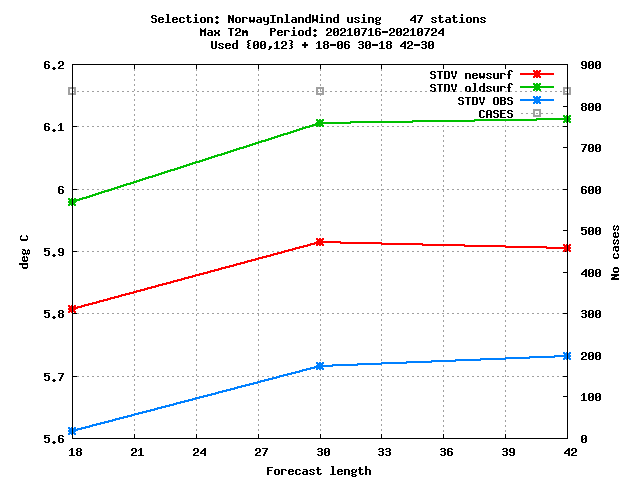 Selection: NorwayInlandWind using    47 stations
Max T2m   Period: 20210716-20210724
Used {00,12} + 18-06 30-18 42-30
6.2
6.1
6
5.9
5.8
5.7
5.6
deg C
900
800
700
600
500
400
300
200
100
0
No cases
STDV newsurf
STDV oldsurf
STDV OBS
CASES
18 21 24 27 30 33 36 39 42
Forecast length